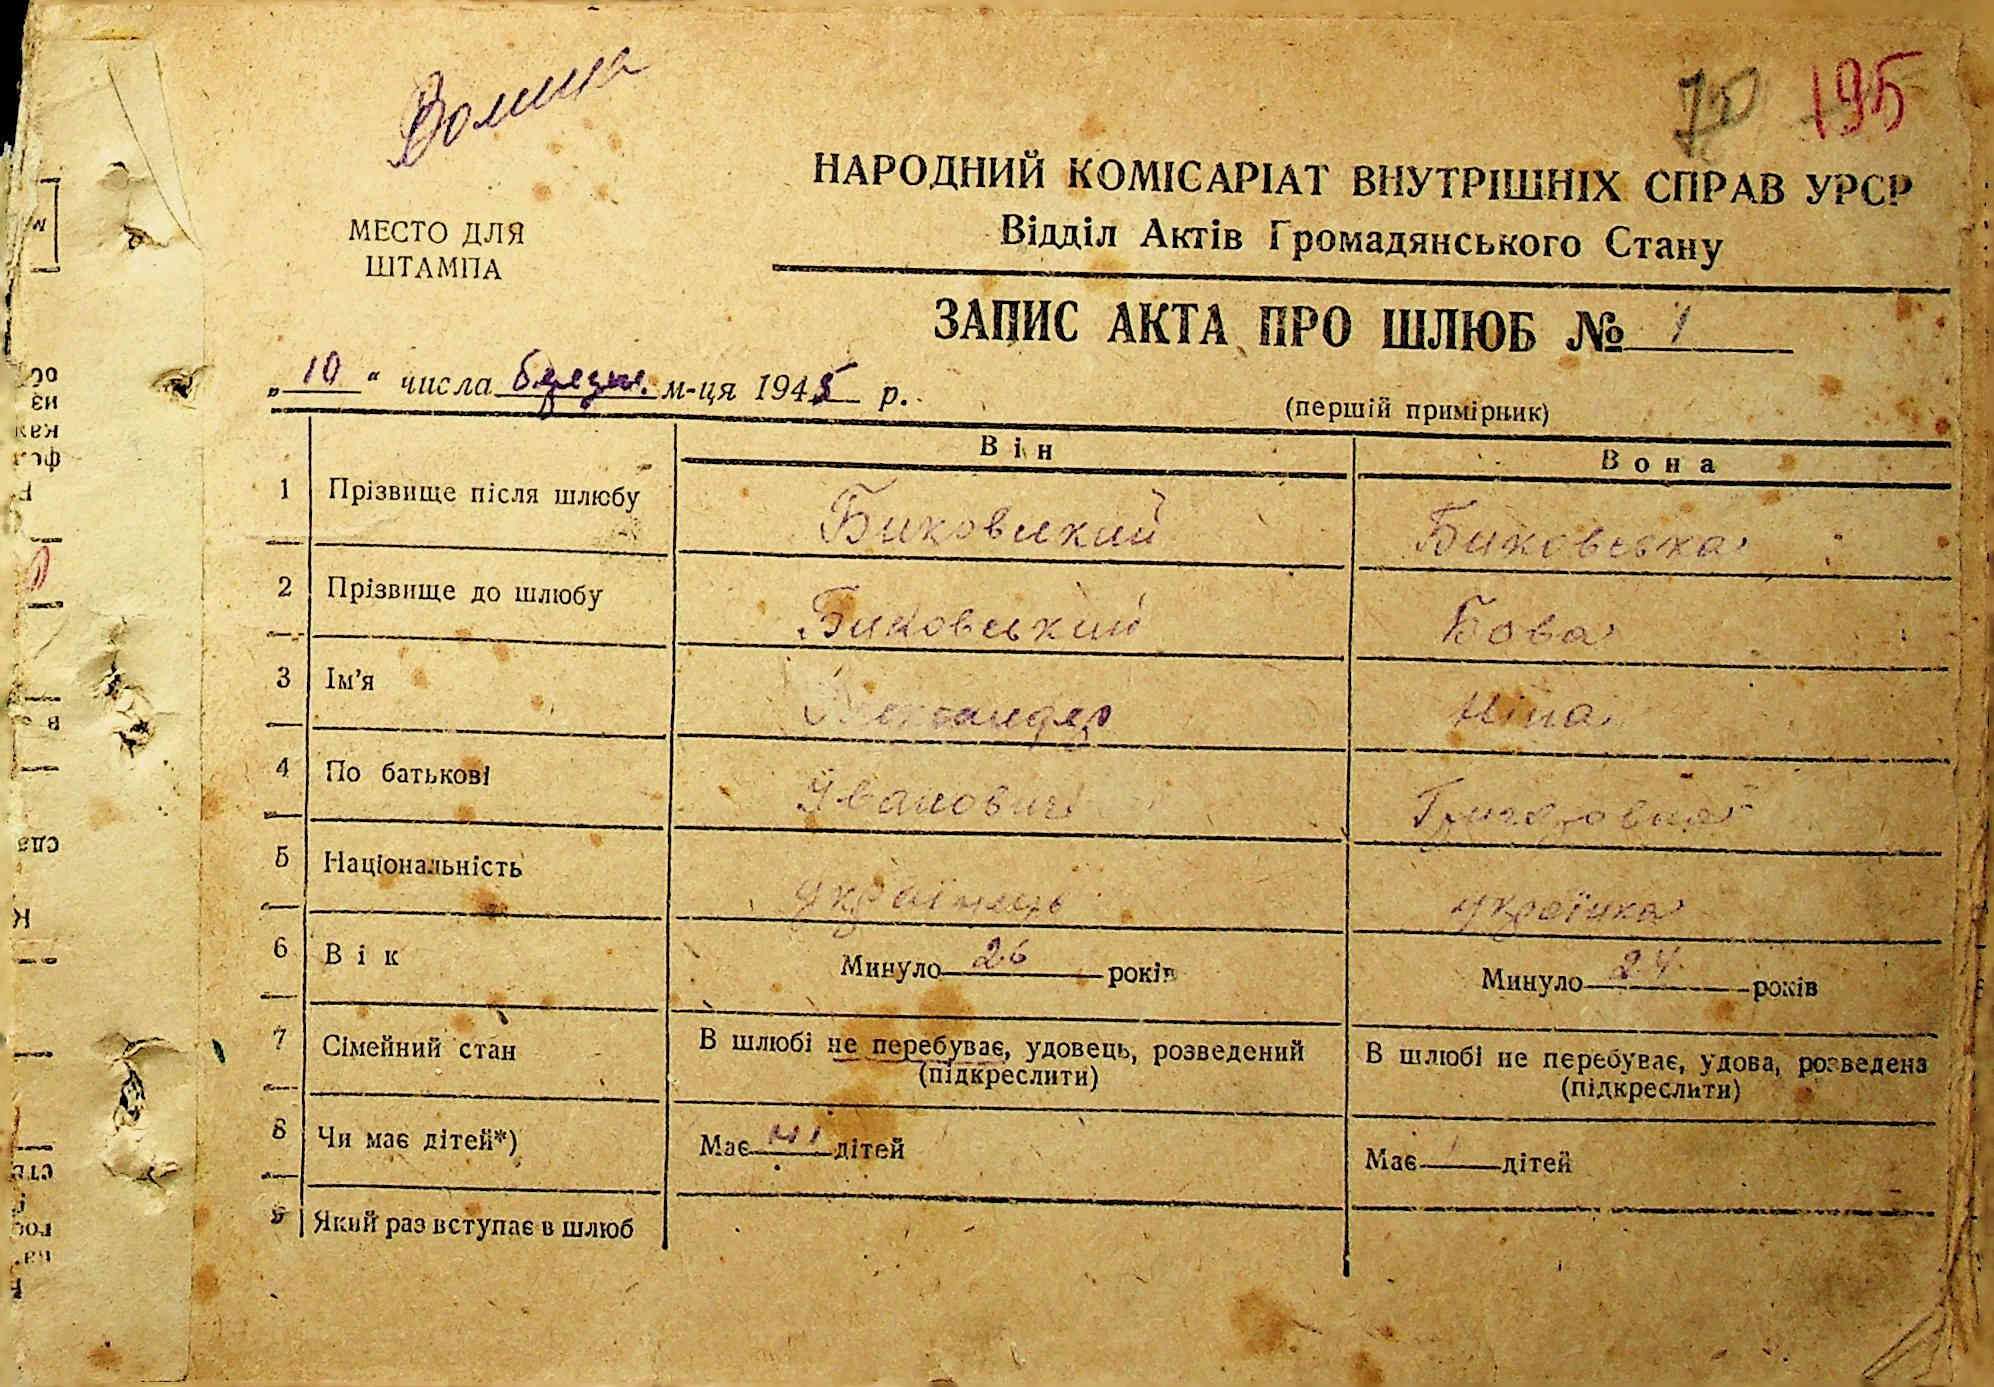 Волица
195
НАРОДНИЙ КОМІСАРІАТ ВНУТРІШНІХ СПРАВ УРСР
Відділ Актів Громадянського Стану
МЕСТО ДЛЯ
ШТАМПА
ЗАПИС АКТА ПРО ШЛЮБ № 1
„10“ числа березн. м-ця 1945 р.
(першій примірник)
Він Вона
1 Прізвище після шлюбу Биковський Биковська
2 Прізвище до шлюбу Биковський Бова
3 Ім'я Александер Ніна
4 По батькові Іванович Григоровна
5 Національність українець українка
6 Вік Минуло 26 років Минуло 24 років
7 Сімейний стан В шлюбі не перебуває, удовець, розведений В шлюбі не перебуває, удова, розведена
(підкреслити) (підкреслити)
8 Чи має дітей*) Має ні дітей Має дітей
9 Який раз вступає в шлюб